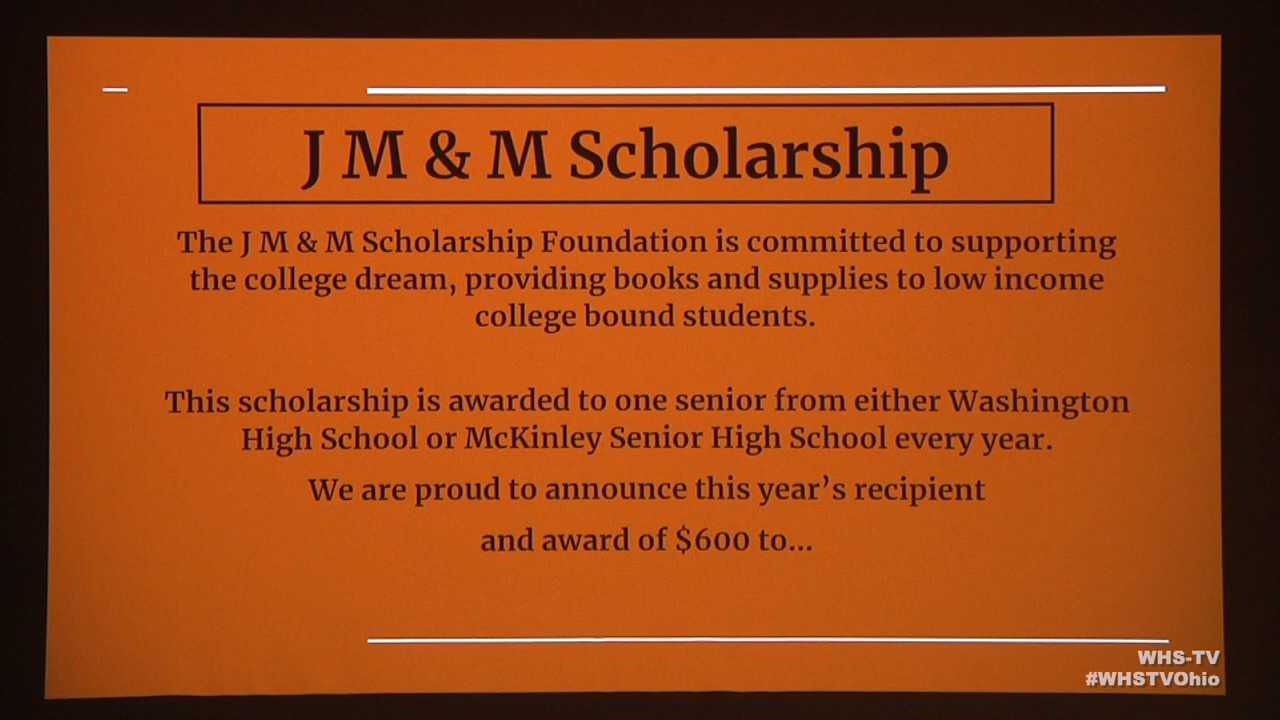 J M & M Scholarship
The J M & M Scholarship Foundation is committed to supporting
the college dream, providing books and supplies to low income
college bound students.
This scholarship is awarded to one senior from either Washington
High School or McKinley Senior High School every year.
We are proud to announce this year’s recipient
and award of $600 to...
WHS-TV
#WHSTVOhio